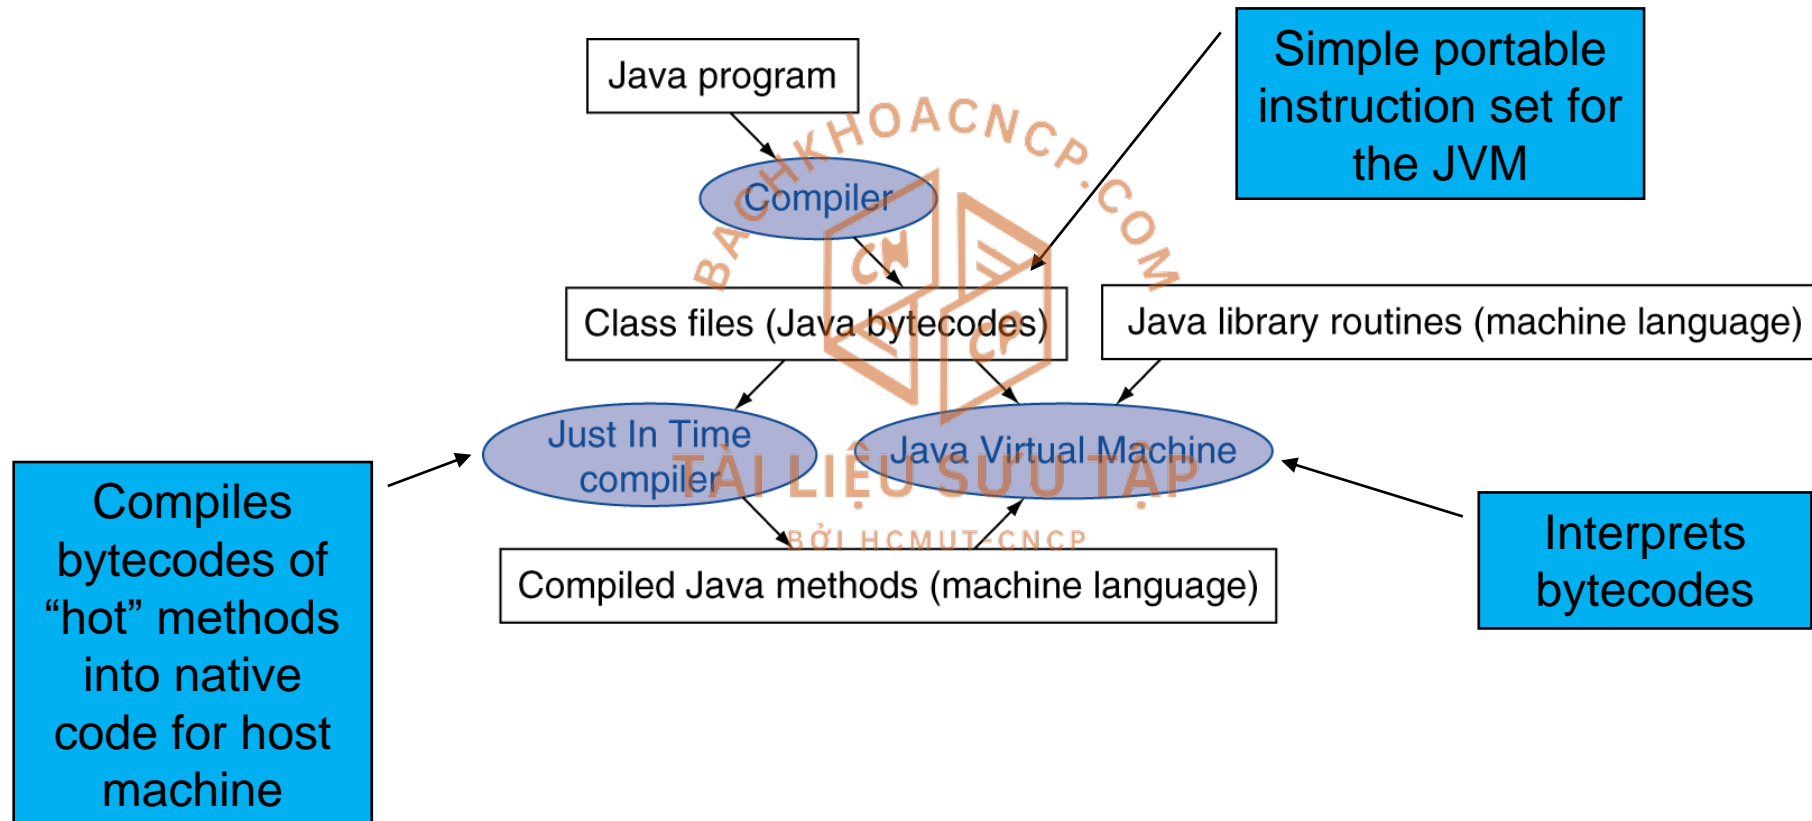 Java program
Simple portable
instruction set for
the JVM
BACHKHOACNCP.COM
Compiler
CN
CP
Class files (Java bytecodes)
Java library routines (machine language)
Just In Time
compiler
Java Virtual Machine
TÀI LIỆU SƯU TẬP
BỞI HCMUT-CNCP
Compiles
bytecodes of
“hot” methods
into native
code for host
machine
Interprets
bytecodes
Compiled Java methods (machine language)